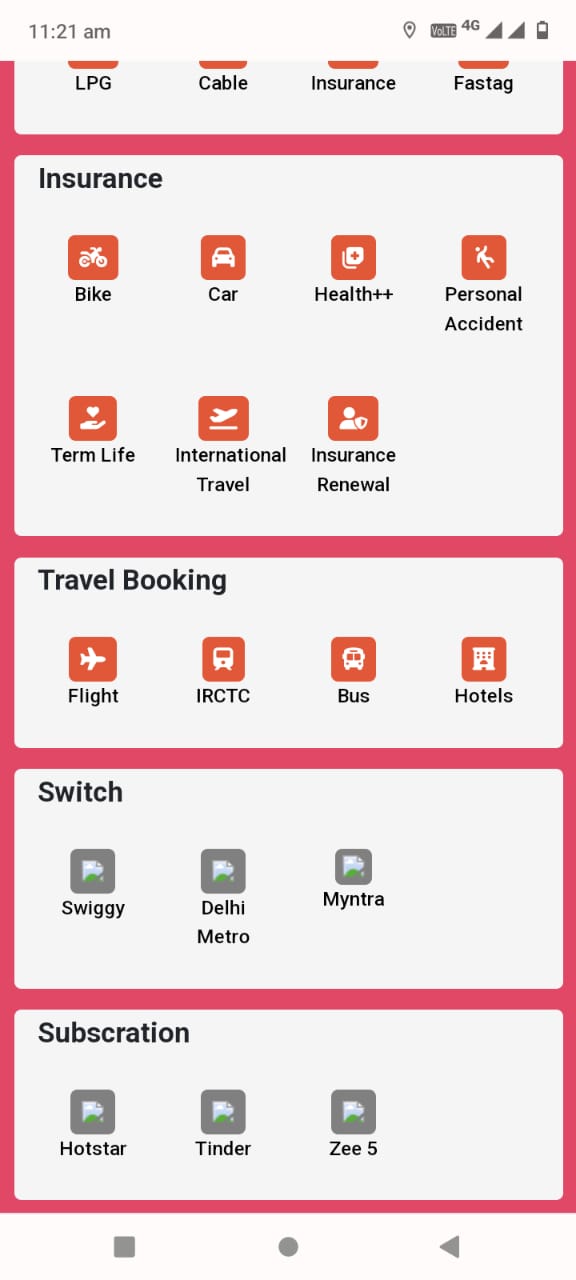 11:21 am
VoLTE 4G
LPG Cable Insurance Fastag
Insurance
Bike Car Health++ Personal
Accident
Term Life International Insurance
Travel Renewal
Travel Booking
Flight IRCTC Bus Hotels
Switch
Swiggy Delhi Myntra
Metro
Subscration
Hotstar Tinder Zee 5